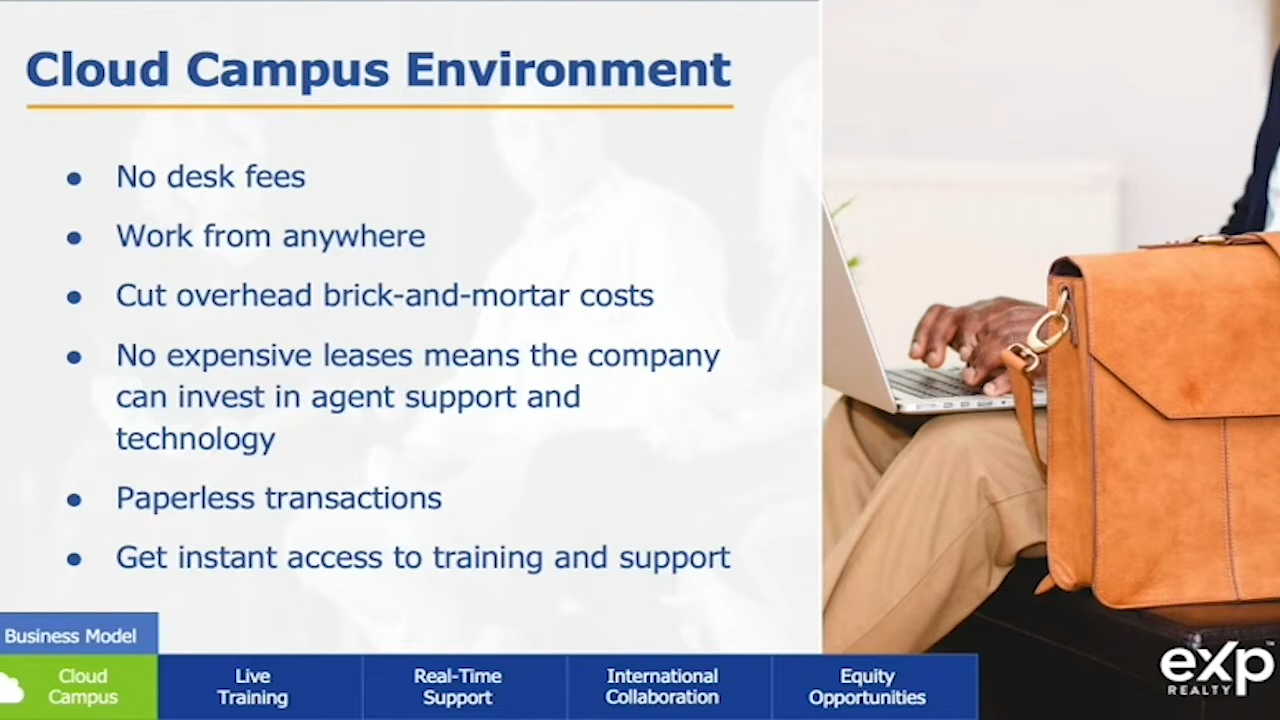 Cloud Campus Environment
● No desk fees
● Work from anywhere
● Cut overhead brick-and-mortar costs
● No expensive leases means the company
can invest in agent support and
technology
● Paperless transactions
● Get instant access to training and support
Business Model
Cloud
Campus
Live
Training
Real-Time
Support
International
Collaboration
Equity
Opportunities
eXp
REALTY